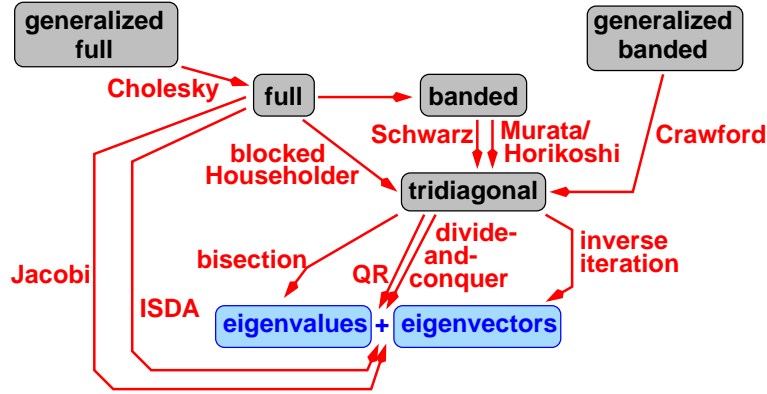 generalized
full
generalized
banded
Cholesky
full
banded
Schwarz
Murata/
Horikoshi
Crawford
blocked
Householder
tridiagonal
bisection
QR
divide-
and-
conquer
inverse
iteration
Jacobi
ISDA
eigenvalues + eigenvectors